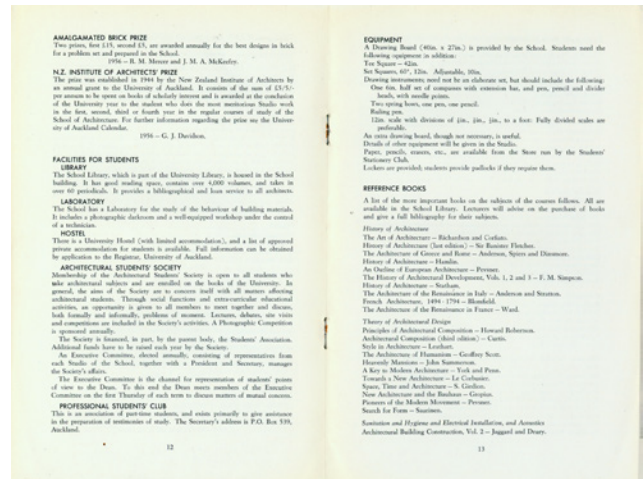 AMALGAMATED BRICK PRIZE
Two prizes, first £15, second £5, are awarded annually for the best designs in brick
for a problem set and prepared in the School.
1956 – R. M. Mercer and J. M. A. McKeefry.
N.Z. INSTITUTE OF ARCHITECTS' PRIZE
The prize was established in 1944 by the New Zealand Institute of Architects by
an annual grant to the University of Auckland. It consists of the sum of £5/5/-
per annum to be spent on books of scholarly interest and is awarded at the conclusion
of the University year to the student who does the most meritorious Studio work
in the first, second, third or fourth year in the regular courses of study of the
School of Architecture. For further information regarding the prize see the Univer-
sity of Auckland Calendar.
1956 – G. J. Davidson.
FACILITIES FOR STUDENTS
LIBRARY
The School Library, which is part of the University Library, is housed in the School
building. It has good reading space, contains over 4,000 volumes, and takes in
over 60 periodicals. It provides a bibliographical and loan service to all architects.
LABORATORY
The School has a Laboratory for the study of the behaviour of building materials.
It includes a photographic darkroom and a well-equipped workshop under the control
of a technician.
HOSTEL
There is a University Hostel (with limited accommodation), and a list of approved
private accommodation for students is available. Full information can be obtained
by application to the Registrar, University of Auckland.
ARCHITECTURAL STUDENTS' SOCIETY
Membership of the Architectural Students' Society is open to all students who
take architectural subjects and are enrolled on the books of the University. In
general, the aims of the Society are to concern itself with all matters affecting
architectural students. Through social functions and extra-curricular educational
activities, an opportunity is given to all members to meet together and discuss,
both formally and informally, problems of moment. Lectures, debates, site visits
and competitions are included in the Society's activities. A Photographic Competition
is sponsored annually.
The Society is financed, in part, by the parent body, the Students' Association.
Additional funds have to be raised each year by the Society.
An Executive Committee, elected annually, consisting of representatives from
each Studio of the School, together with a President and Secretary, manages
the Society's affairs.
The Executive Committee is the channel for representation of students' points
of view to the Dean. To this end the Dean meets members of the Executive
Committee on the first Thursday of each term to discuss matters of mutual concern.
PROFESSIONAL STUDENTS' CLUB
This is an association of part-time students, and exists primarily to give assistance
in the preparation of testimonies of study. The Secretary's address is P.O. Box 539,
Auckland.
12
EQUIPMENT
A Drawing Board (40in. x 27in.) is provided by the School. Students need the
following equipment in addition:
Tee Square – 42in.
Set Squares, 60°, 12in. Adjustable, 10in.
Drawing instruments; need not be an elaborate set, but should include the following:
One 6in. half set of compasses with extension bar, and pen, pencil and divider
heads, with needle points.
Two spring bows, one pen, one pencil.
Ruling pen.
12in. scale with divisions of to a foot: Fully divided scales are
preferable.
An extra drawing board, though not necessary, is useful.
Details of other equipment will be given in the Studio.
Paper, pencils, erasers, etc., are available from the Store run by the Students'
Stationery Club.
Lockers are provided; students provide padlocks if they require them.
REFERENCE BOOKS
A list of the more important books on the subjects of the courses follows. All are
available in the School Library. Lecturers will advise on the purchase of books
and give a full bibliography for their subjects.
History of Architecture
The Art of Architecture – Richardson and Corfiato.
History of Architecture (last edition) – Sir Banister Fletcher.
The Architecture of Greece and Rome – Anderson, Spiers and Dinsmoor.
History of Architecture – Hamlin.
An Outline of European Architecture – Pevsner.
The History of Architectural Development, Vols. 1, 2 and 3 – F. M. Simpson.
History of Architecture – Statham.
The Architecture of the Renaissance in Italy – Anderson and Stratton.
French Architecture, 1494 - 1794 – Blomfield.
The Architecture of the Renaissance in France – Ward.
Theory of Architectural Design
Principles of Architectural Composition – Howard Robertson.
Architectural Composition (third edition) – Curtis.
Style in Architecture – Leathart.
The Architecture of Humanism – Geoffrey Scott.
Heavenly Mansions – John Summerson.
A Key to Modern Architecture – York and Penn.
Towards a New Architecture – Le Corbusier.
Space, Time and Architecture – S. Giedion.
New Architecture and the Bauhaus – Gropius.
Pioneers of the Modern Movement – Pevsner.
Search for Form – Saarinen.
Sanitation and Hygiene and Electrical Installation, and Acoustics
Architectural Building Construction, Vol. 2 – Jaggard and Drury.
13